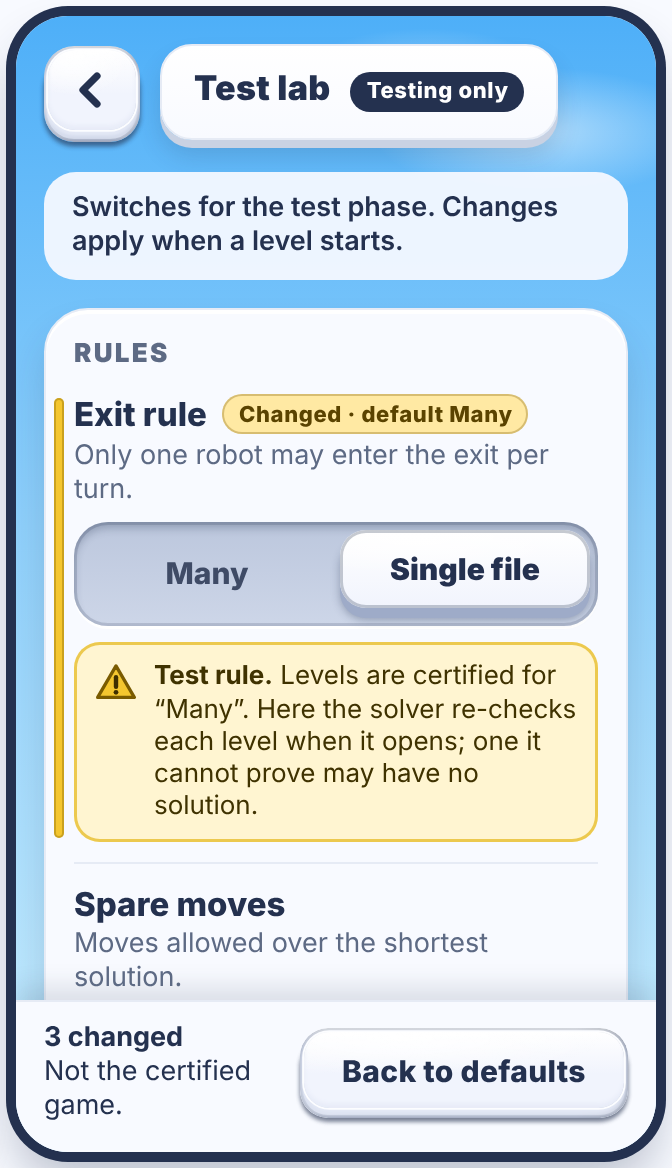 Test lab Testing only
Switches for the test phase. Changes
apply when a level starts.
RULES
Exit rule Changed · default Many
Only one robot may enter the exit per
turn.
Many Single file
Test rule. Levels are certified for
“Many”. Here the solver re-checks
each level when it opens; one it
cannot prove may have no
solution.
Spare moves
Moves allowed over the shortest
solution.
3 changed
Not the certified
game.
Back to defaults